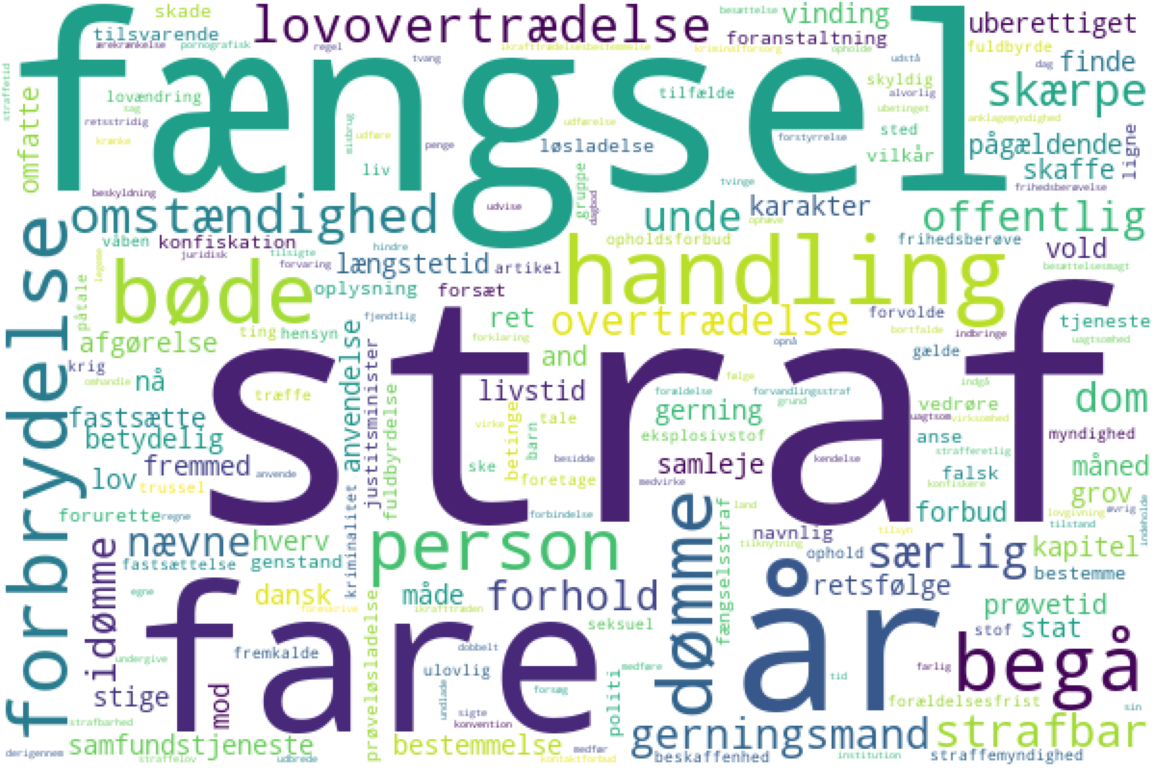 skade
lovovertrædelse
besættelse
vinding
uberettiget
tilsvarende
ærekrænkelse
pornografisk
regel
ikrafttrædelsesbestemmelse
foranstaltning
kriminalforsorg
opholde
fuldbyrde
tvang
udstå
dag
finde
straffetid
fængsel
omfatte
lovændring
sag
retsstridig
krænke
misbrug
udføre
udførelse
penge
liv
tilfælde
løsladelse
skyldig
alvorlig
ubetinget
sted
forstyrrelse
vilkår
skærpe
anklagemyndighed
pågældende
skaffe
ligne
frihedsberøvelse
beskyldning
udvise
gruppe
dagbod
tvinge
ophæve
omstændighed
unde
karakter
offentlig
forbrydelse
våben
konfiskation
juridisk
tilsigte
hindre
forvaring
legeme
længstetid
artikel
opholdsforbud
handling
frihedsberøve
vold
besættelsesmagt
bøde
oplysning
forsæt
påtale
ting
hensyn
fjendtlig
ret
forklaring
overtrædelse
opnå
forvolde
bortfalde
indbringe
tjeneste
uagtsomhed
afgørelse
krig
omhandle
nå
træffe
anvendelse
justitsminister
straf
and
livstid
gælde
forældelse
følge
forvandlingsstraf
grund
indgå
vedrøre
virksomhed
uagtsom
dom
fastsætte
betydelig
fuldbyrdelse
virke
betinge
tale
barn
gerning
eksplosivstof
anse
strafferetlig
myndighed
lov
fremmed
trussel
anvende
kriminalitet
ske
besidde
foretage
medvirke
samleje
kendelse
falsk
konfiskere
måned
grov
forurette
regne
forbindelse
dømme
land
fængselsstraf
forbud
lovgivning
øvrig
tilstand
indeholde
idømme
nævne
hverv
fastsættelse
genstand
person
navnlig
tilsyn
tilknytning
ophold
særlig
kapitel
bestemme
egne
dansk
foreskrive
ikrafttræden
måde
forhold
retsfølge
prøvetid
prøveløsladelse
seksuel
stof
stat
fare
år
undergive
fremkalde
dobbelt
ulovlig
medføre
tid
farlig
begå
stige
mod
undlade
forsøg
sigte
konvention
politi
forældelsesfrist
sin
strafbarhed
gerningsmand
strafbar
derigennem
samfundstjeneste
straffelov
udbrede
bestemmelse
medfør
kontaktforbud
beskaffenhed
institution
straffemyndighed